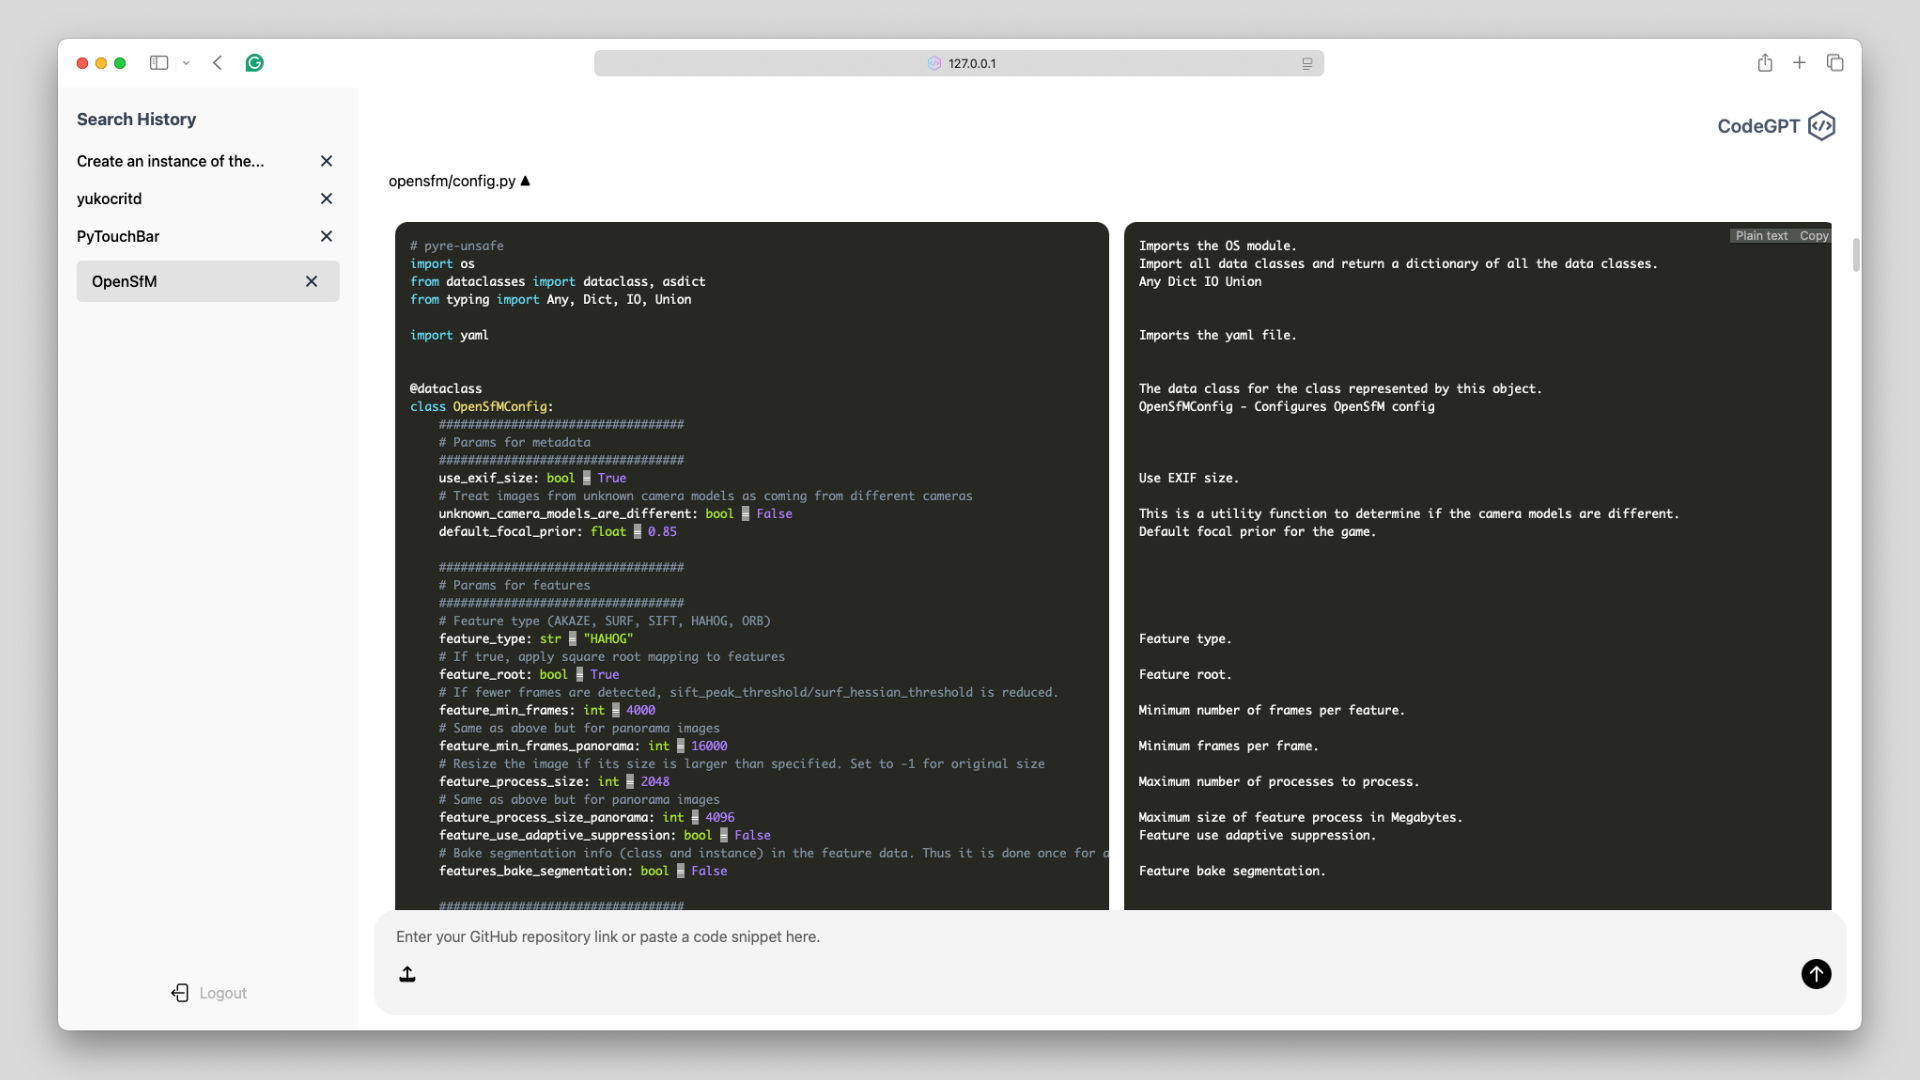 127.0.0.1
Search History
Create an instance of the...
yukocritd
PyTouchBar
OpenSfM
Logout
CodeGPT
opensfm/config.py ▲
# pyre-unsafe
import os
from dataclasses import dataclass, asdict
from typing import Any, Dict, IO, Union
import yaml
@dataclass
class OpenSfMConfig:
##################################
# Params for metadata
##################################
use_exif_size: bool = True
# Treat images from unknown camera models as coming from different cameras
unknown_camera_models_are_different: bool = False
default_focal_prior: float = 0.85
##################################
# Params for features
##################################
# Feature type (AKAZE, SURF, SIFT, HAHOG, ORB)
feature_type: str = "HAHOG"
# If true, apply square root mapping to features
feature_root: bool = True
# If fewer frames are detected, sift_peak_threshold/surf_hessian_threshold is reduced.
feature_min_frames: int = 4000
# Same as above but for panorama images
feature_min_frames_panorama: int = 16000
# Resize the image if its size is larger than specified. Set to -1 for original size
feature_process_size: int = 2048
# Same as above but for panorama images
feature_process_size_panorama: int = 4096
feature_use_adaptive_suppression: bool = False
# Bake segmentation info (class and instance) in the feature data. Thus it is done once for a
features_bake_segmentation: bool = False
##################################
Plain text Copy
Imports the OS module.
Import all data classes and return a dictionary of all the data classes.
Any Dict IO Union
Imports the yaml file.
The data class for the class represented by this object.
OpenSfMConfig - Configures OpenSfM config
Use EXIF size.
This is a utility function to determine if the camera models are different.
Default focal prior for the game.
Feature type.
Feature root.
Minimum number of frames per feature.
Minimum frames per frame.
Maximum number of processes to process.
Maximum size of feature process in Megabytes.
Feature use adaptive suppression.
Feature bake segmentation.
Enter your GitHub repository link or paste a code snippet here.